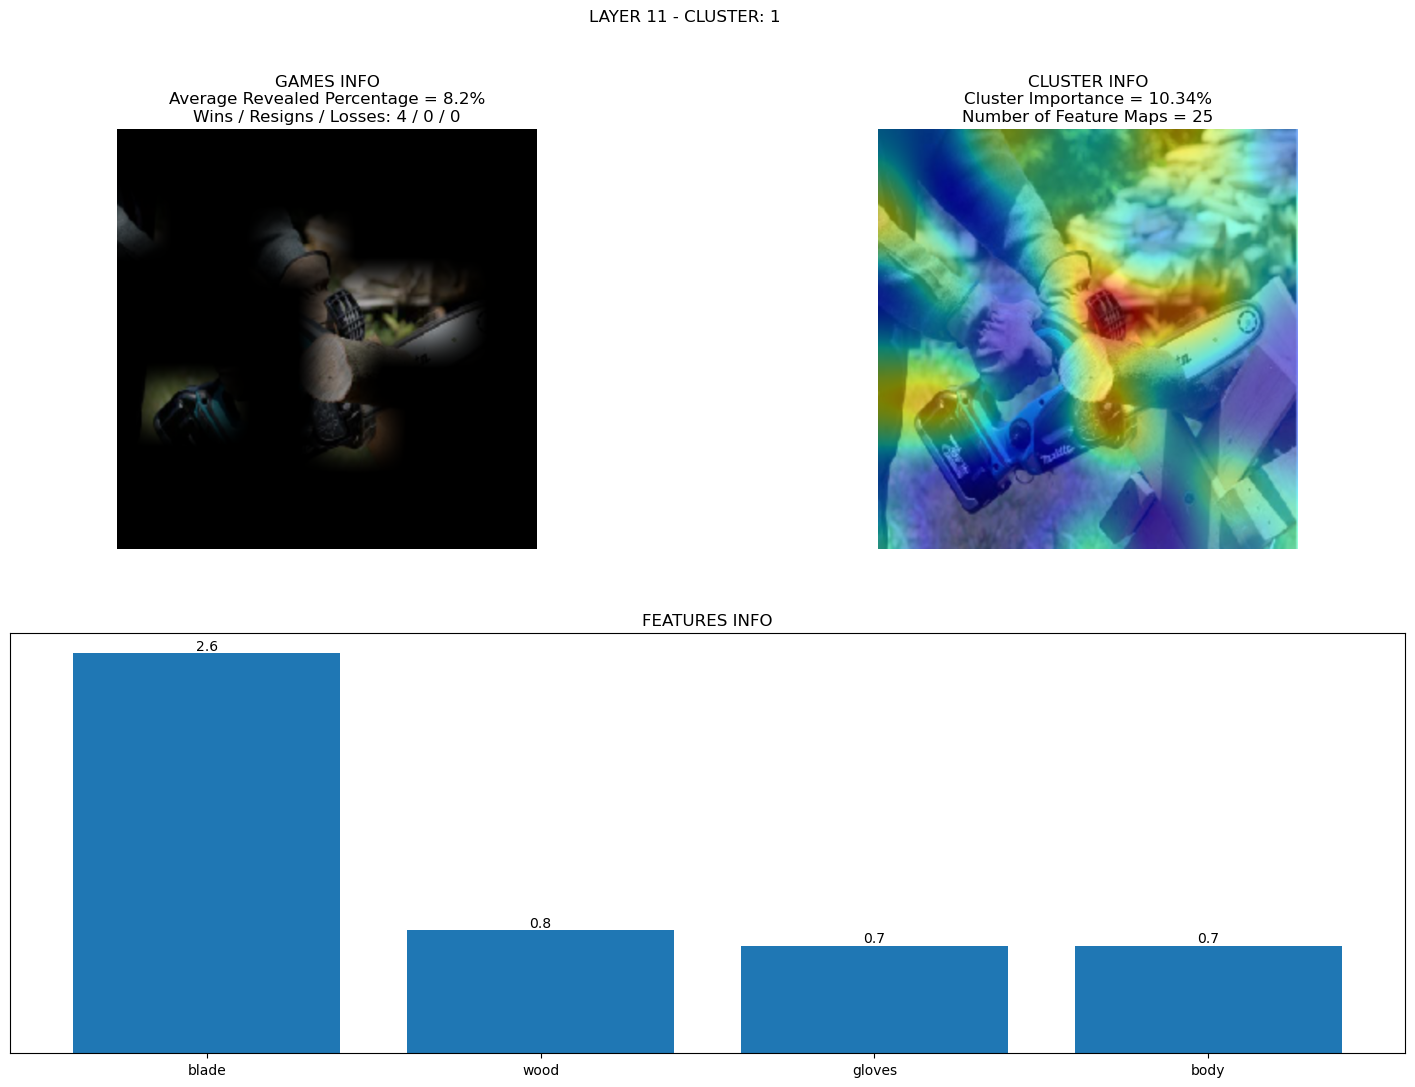 LAYER 11 - CLUSTER: 1
GAMES INFO
Average Revealed Percentage = 8.2%
Wins / Resigns / Losses: 4 / 0 / 0
CLUSTER INFO
Cluster Importance = 10.34%
Number of Feature Maps = 25
Makita
FEATURES INFO
2.6
0.8
0.7
0.7
blade
wood
gloves
body